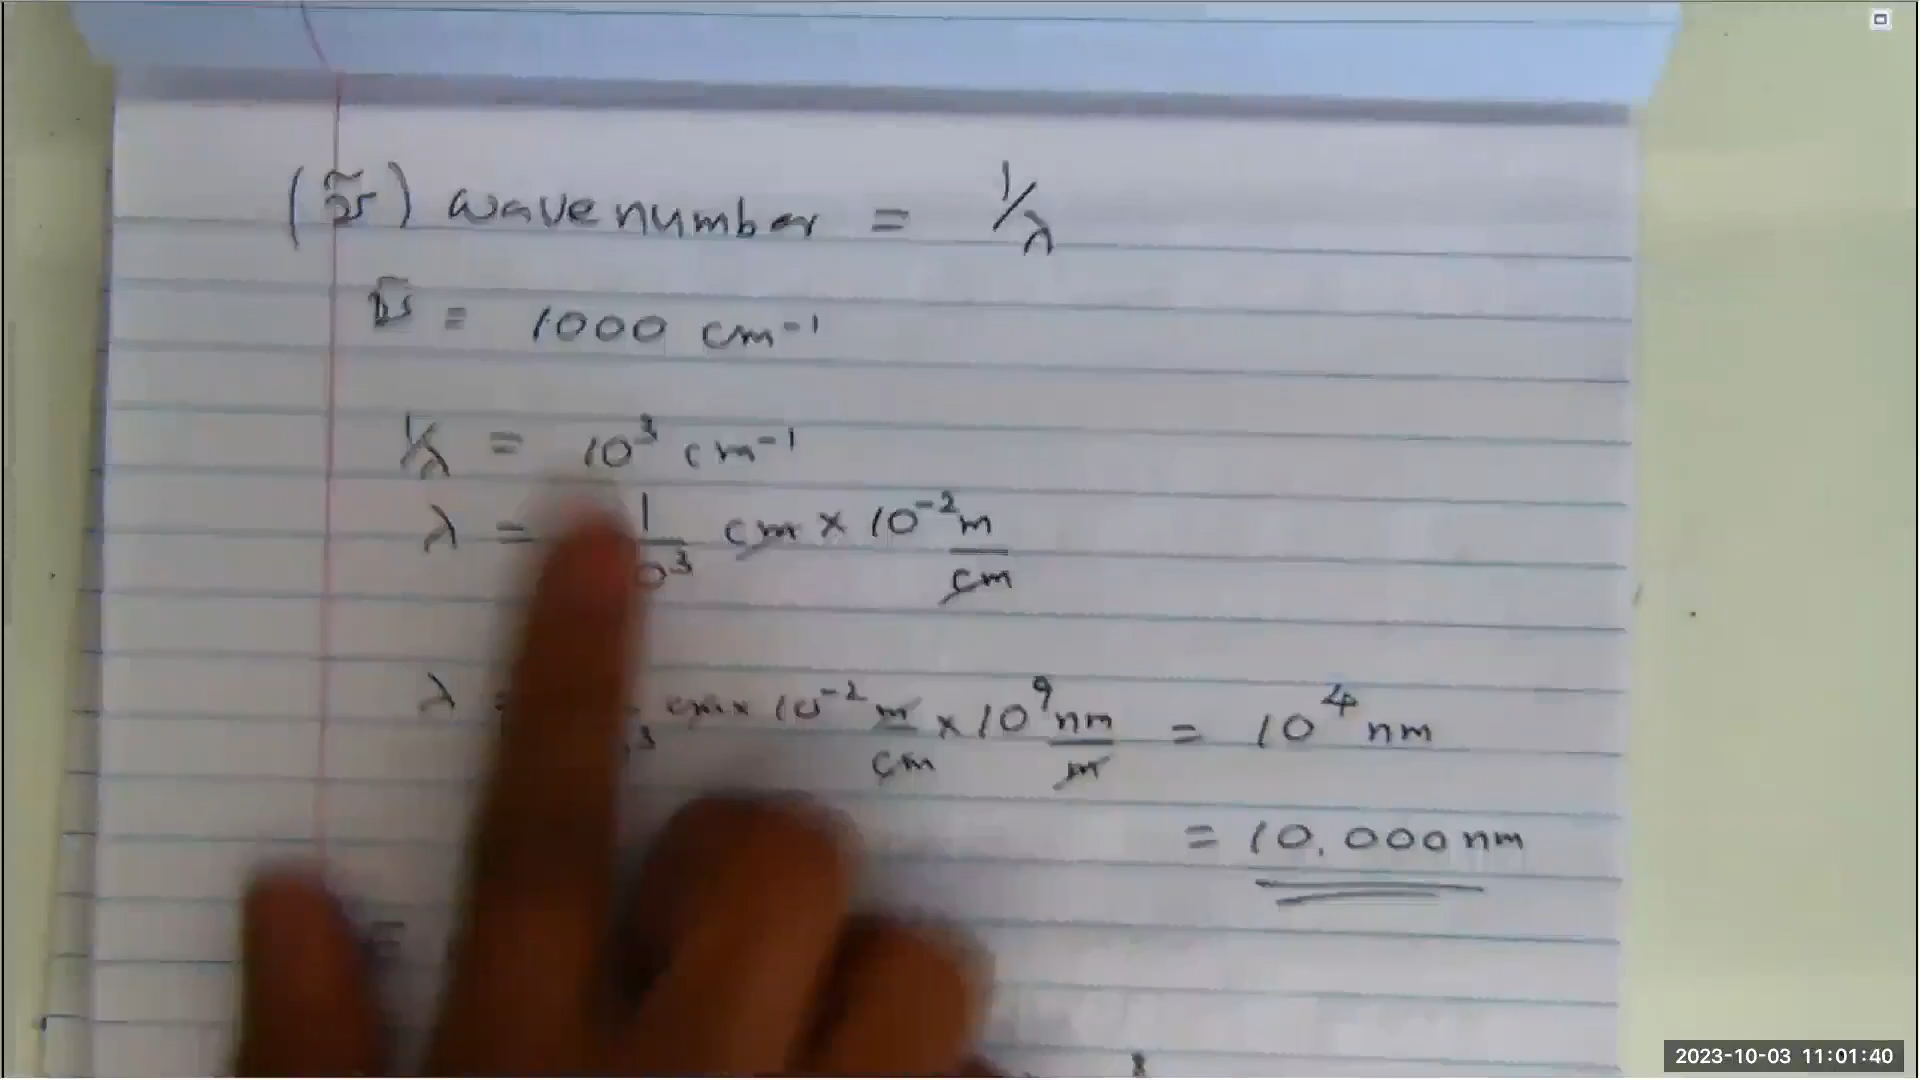 (ν̃) wavenumber = 1/λ
ν̃ = 1000 cm⁻¹
1/λ = 10³ cm⁻¹
λ = 1/10³ cm × 10⁻² m/cm
λ = cm × 10⁻² m/cm × 10⁹ nm/m = 10⁴ nm
= 10,000 nm
2023-10-03 11:01:40